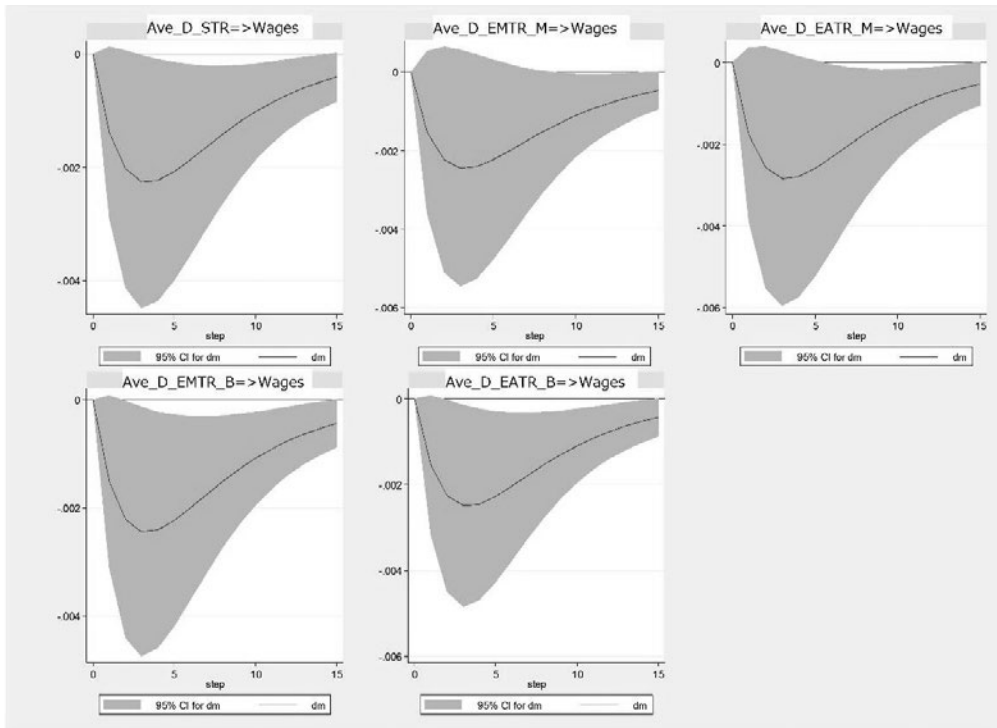 Ave_D_STR=>Wages
0
-.002
-.004
0 5 10 15
step
95% CI for dm dm
Ave_D_EMTR_M=>Wages
0
-.002
-.004
-.006
0 5 10 15
step
95% CI for dm dm
Ave_D_EATR_M=>Wages
0
-.002
-.004
-.006
0 5 10 15
step
95% CI for dm dm
Ave_D_EMTR_B=>Wages
0
-.002
-.004
0 5 10 15
step
95% CI for dm dm
Ave_D_EATR_B=>Wages
0
-.002
-.004
-.006
0 5 10 15
step
95% CI for dm dm